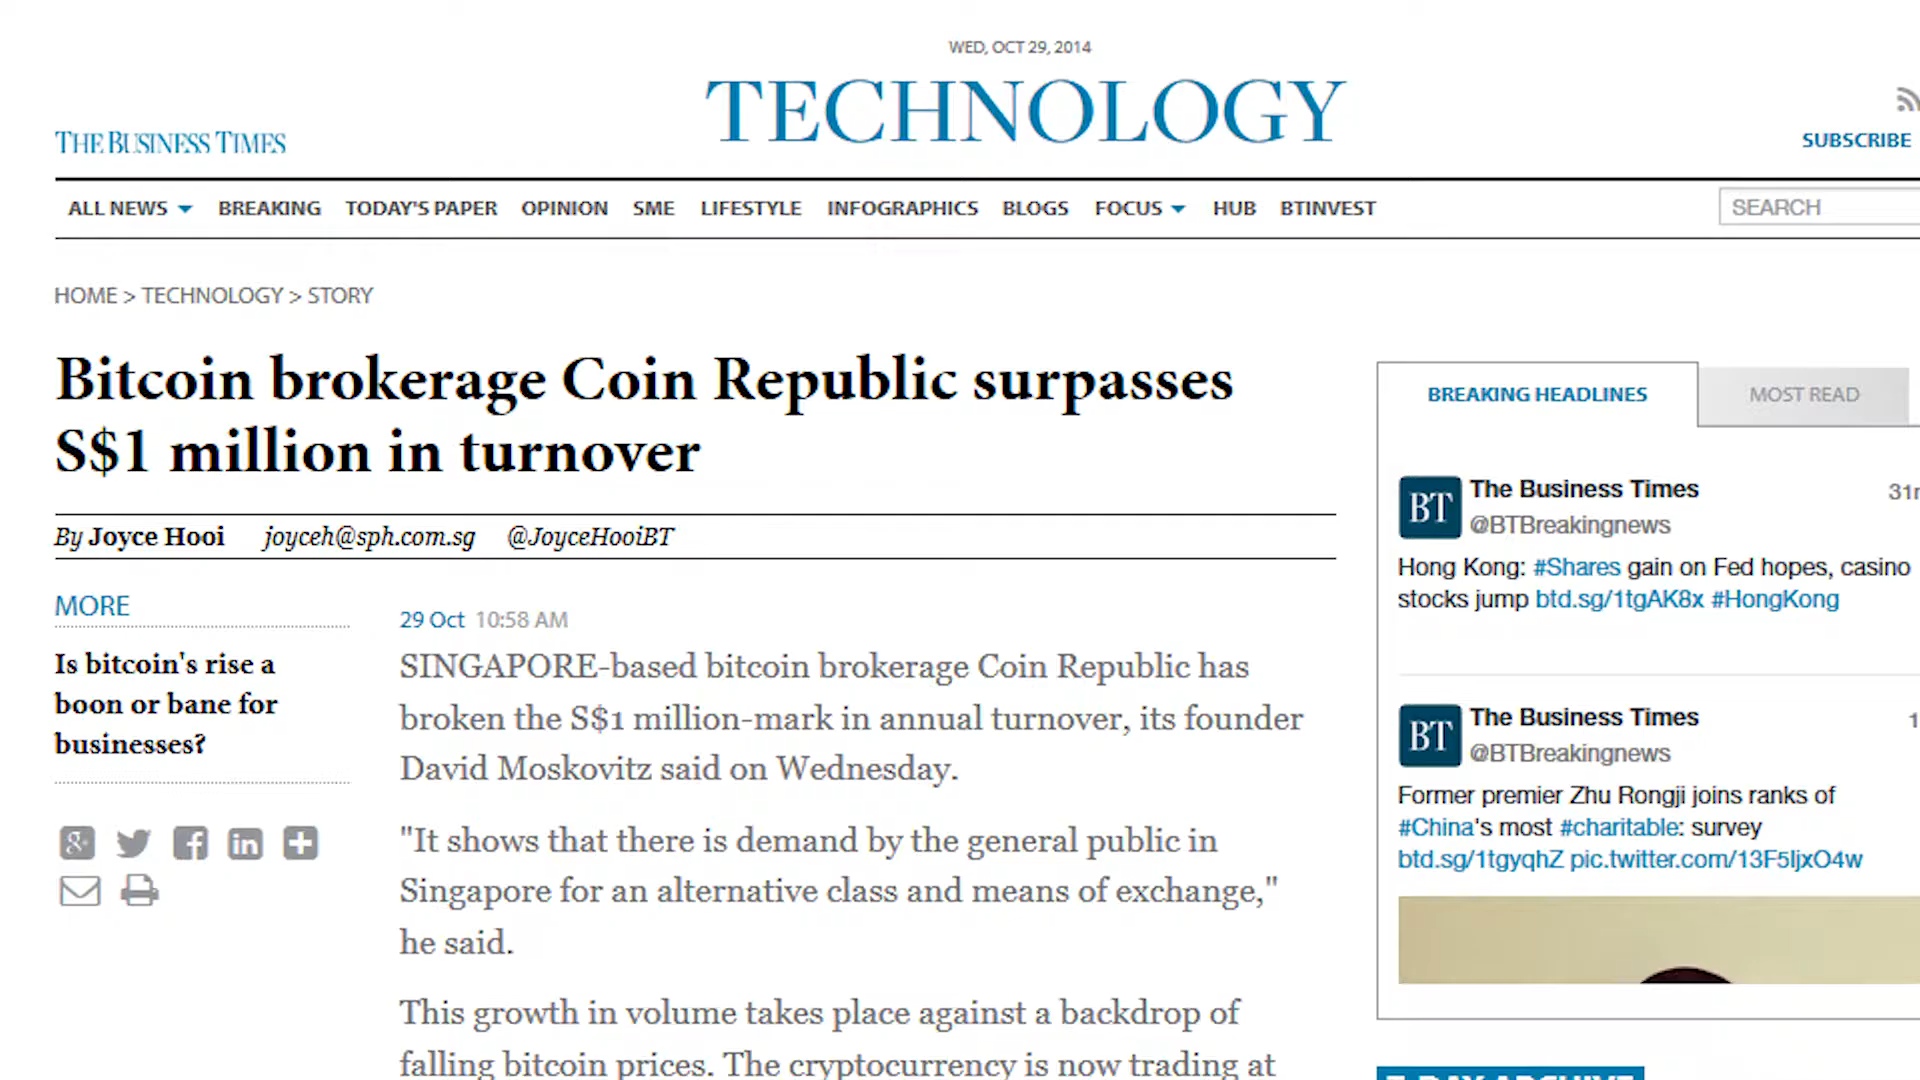 WED, OCT 29, 2014
TECHNOLOGY
THE BUSINESS TIMES
SUBSCRIBE
ALL NEWS BREAKING TODAY'S PAPER OPINION SME LIFESTYLE INFOGRAPHICS BLOGS FOCUS HUB BTINVEST
SEARCH
HOME > TECHNOLOGY > STORY
Bitcoin brokerage Coin Republic surpasses
S$1 million in turnover
By Joyce Hooi joyceh@sph.com.sg @JoyceHooiBT
MORE
Is bitcoin's rise a
boon or bane for
businesses?
29 Oct 10:58 AM
SINGAPORE-based bitcoin brokerage Coin Republic has
broken the S$1 million-mark in annual turnover, its founder
David Moskovitz said on Wednesday.
"It shows that there is demand by the general public in
Singapore for an alternative class and means of exchange,"
he said.
This growth in volume takes place against a backdrop of
falling bitcoin prices. The cryptocurrency is now trading at
BREAKING HEADLINES MOST READ
BT
The Business Times
@BTBreakingnews
Hong Kong: #Shares gain on Fed hopes, casino
stocks jump btd.sg/1tgAK8x #HongKong
BT
The Business Times
@BTBreakingnews
Former premier Zhu Rongji joins ranks of
#China's most #charitable: survey
btd.sg/1tgyqhZ pic.twitter.com/13F5ljxO4w